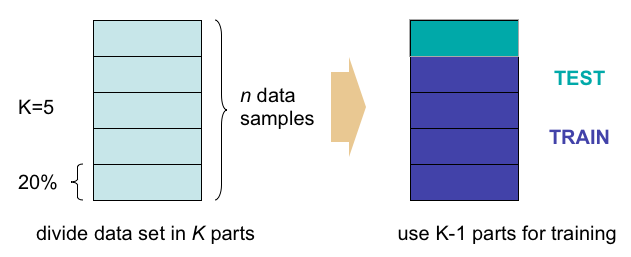 K=5
20%
n data
samples
divide data set in K parts
TEST
TRAIN
use K-1 parts for training